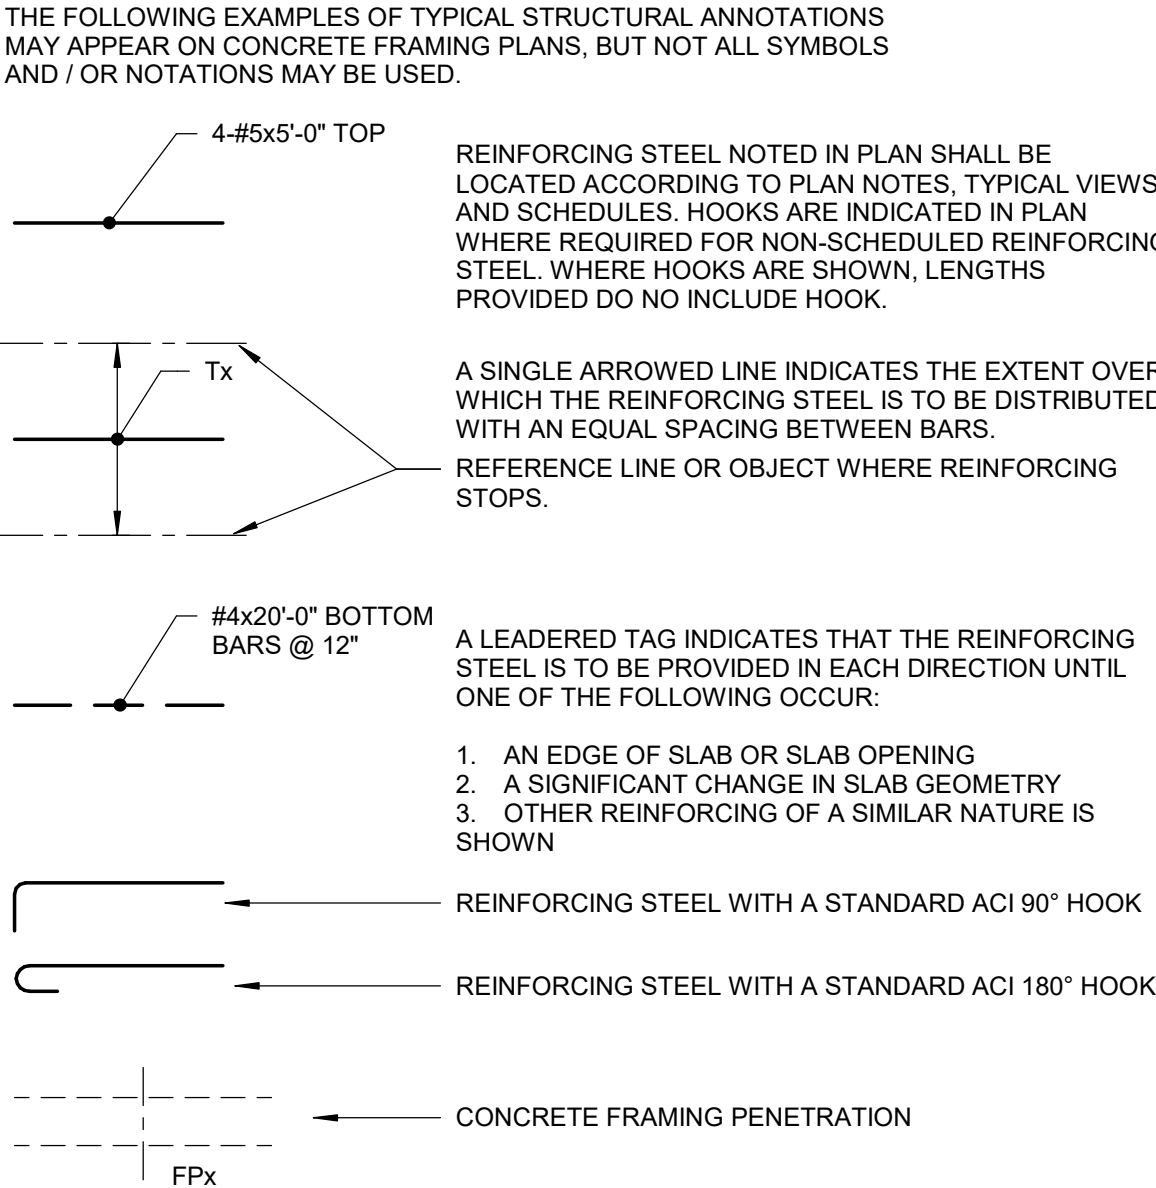 THE FOLLOWING EXAMPLES OF TYPICAL STRUCTURAL ANNOTATIONS
MAY APPEAR ON CONCRETE FRAMING PLANS, BUT NOT ALL SYMBOLS
AND / OR NOTATIONS MAY BE USED.
4-#5x5'-0" TOP
REINFORCING STEEL NOTED IN PLAN SHALL BE
LOCATED ACCORDING TO PLAN NOTES, TYPICAL VIEWS
AND SCHEDULES. HOOKS ARE INDICATED IN PLAN
WHERE REQUIRED FOR NON-SCHEDULED REINFORCING
STEEL. WHERE HOOKS ARE SHOWN, LENGTHS
PROVIDED DO NO INCLUDE HOOK.
Tx
A SINGLE ARROWED LINE INDICATES THE EXTENT OVER
WHICH THE REINFORCING STEEL IS TO BE DISTRIBUTED
WITH AN EQUAL SPACING BETWEEN BARS.
REFERENCE LINE OR OBJECT WHERE REINFORCING
STOPS.
#4x20'-0" BOTTOM
BARS @ 12"
A LEADERED TAG INDICATES THAT THE REINFORCING
STEEL IS TO BE PROVIDED IN EACH DIRECTION UNTIL
ONE OF THE FOLLOWING OCCUR:
1. AN EDGE OF SLAB OR SLAB OPENING
2. A SIGNIFICANT CHANGE IN SLAB GEOMETRY
3. OTHER REINFORCING OF A SIMILAR NATURE IS
SHOWN
REINFORCING STEEL WITH A STANDARD ACI 90° HOOK
REINFORCING STEEL WITH A STANDARD ACI 180° HOOK
CONCRETE FRAMING PENETRATION
FPx